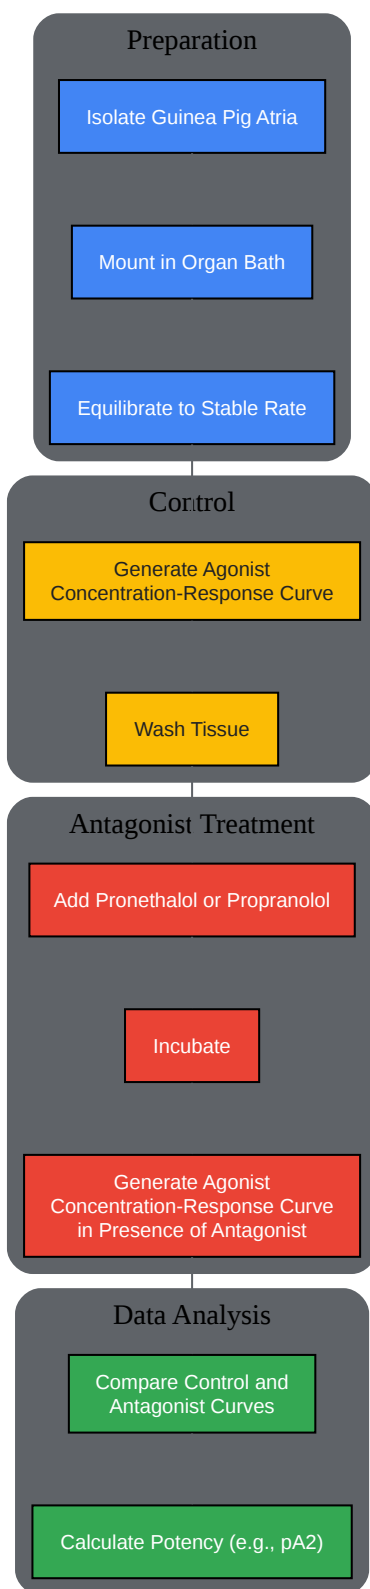 Preparation
Isolate Guinea Pig Atria
Mount in Organ Bath
Equilibrate to Stable Rate
Control
Generate Agonist
Concentration-Response Curve
Wash Tissue
Antagonist Treatment
Add Pronethalol or Propranolol
Incubate
Generate Agonist
Concentration-Response Curve
in Presence of Antagonist
Data Analysis
Compare Control and
Antagonist Curves
Calculate Potency (e.g., pA2)